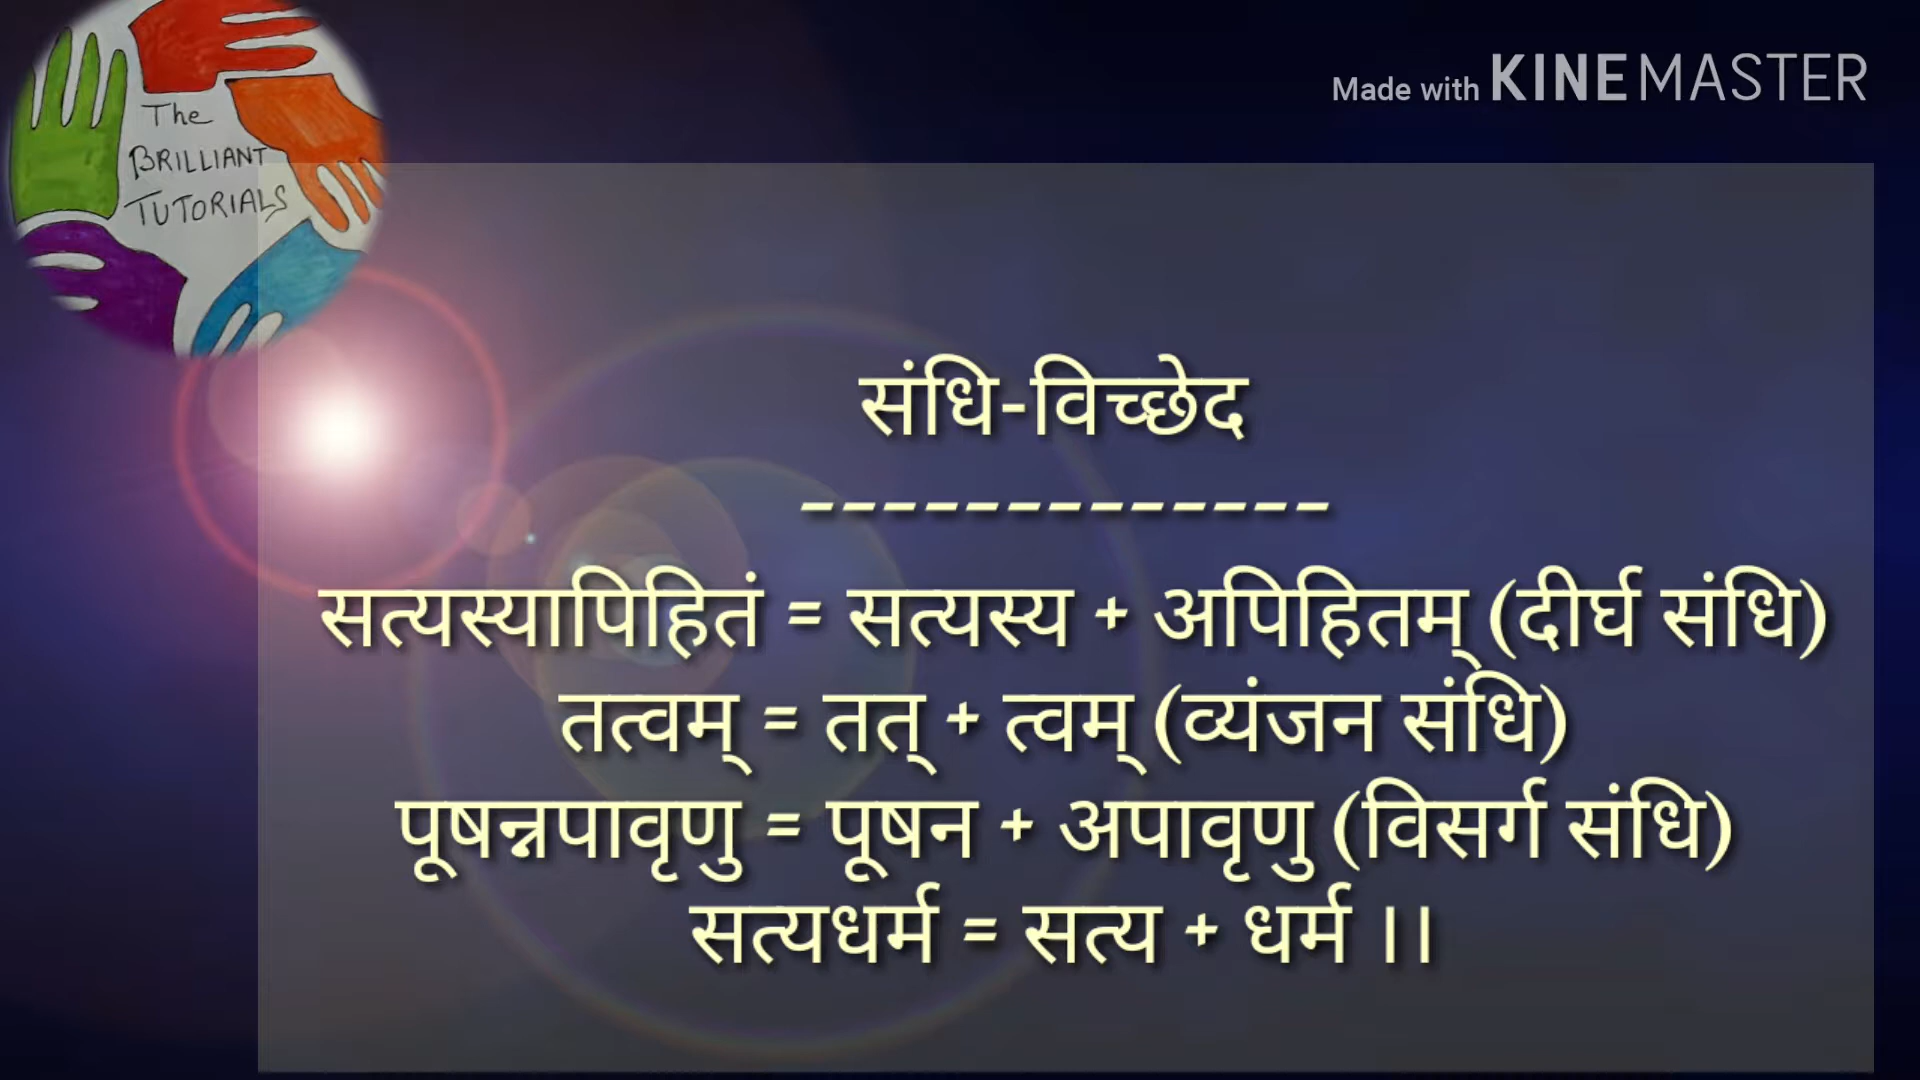 The
BRILLIANT
TUTORIALS
Made with KINEMASTER
संधि-विच्छेद
-------------
सत्यस्यापिहितं = सत्यस्य + अपिहितम् (दीर्घ संधि)
तत्वम् = तत् + त्वम् (व्यंजन संधि)
पूषन्नपावृणु = पूषन + अपावृणु (विसर्ग संधि)
सत्यधर्म = सत्य + धर्म ।।